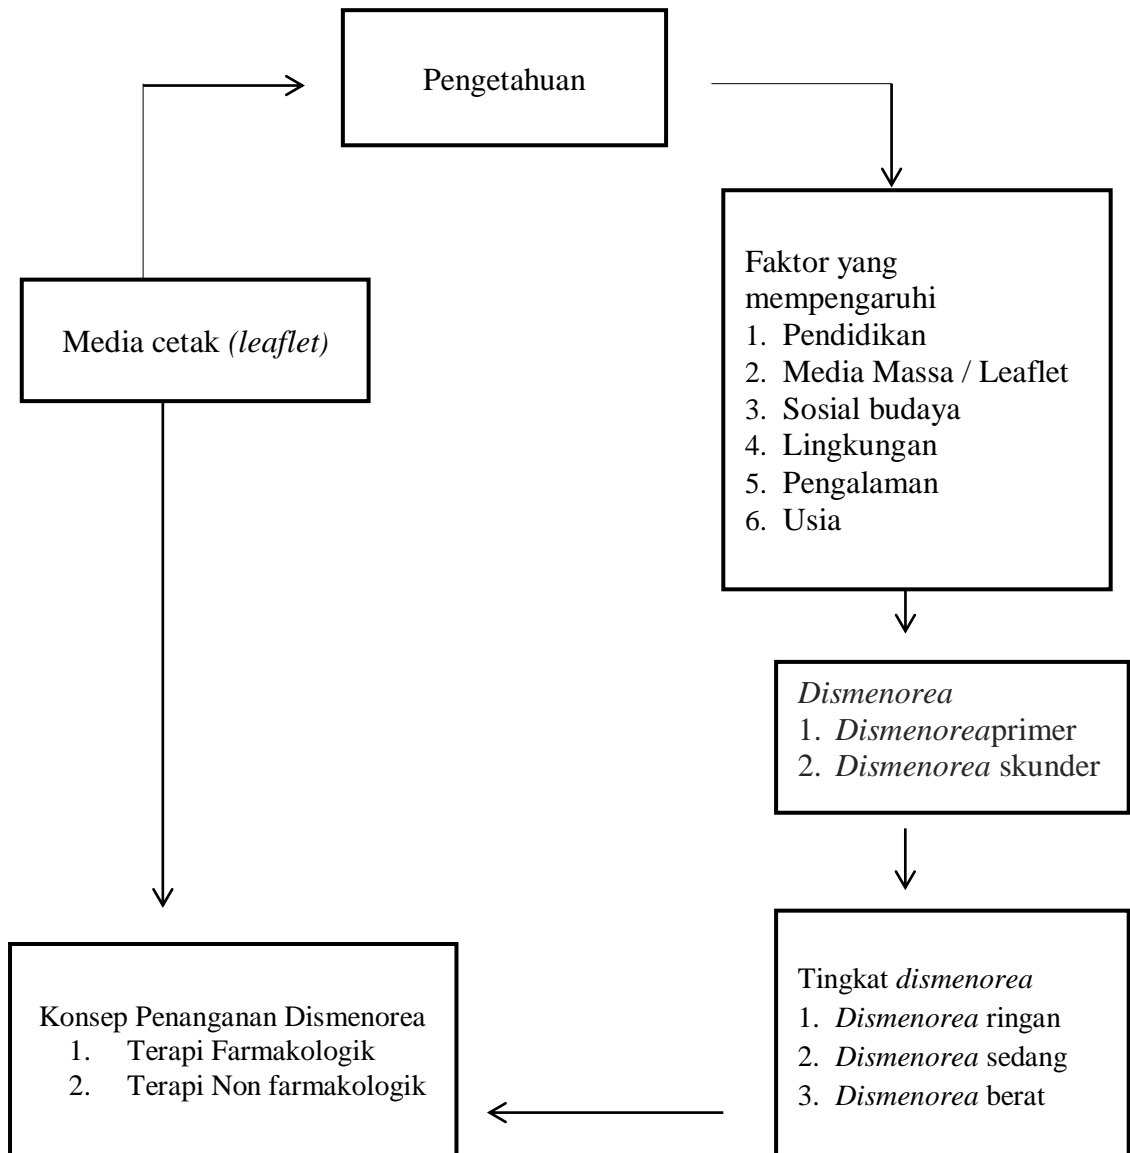 Pengetahuan
Media cetak (leaflet)
Faktor yang
mempengaruhi
1. Pendidikan
2. Media Massa / Leaflet
3. Sosial budaya
4. Lingkungan
5. Pengalaman
6. Usia
Dismenorea
1. Dismenoreaprimer
2. Dismenorea skunder
Tingkat dismenorea
1. Dismenorea ringan
2. Dismenorea sedang
3. Dismenorea berat
Konsep Penanganan Dismenorea
1. Terapi Farmakologik
2. Terapi Non farmakologik